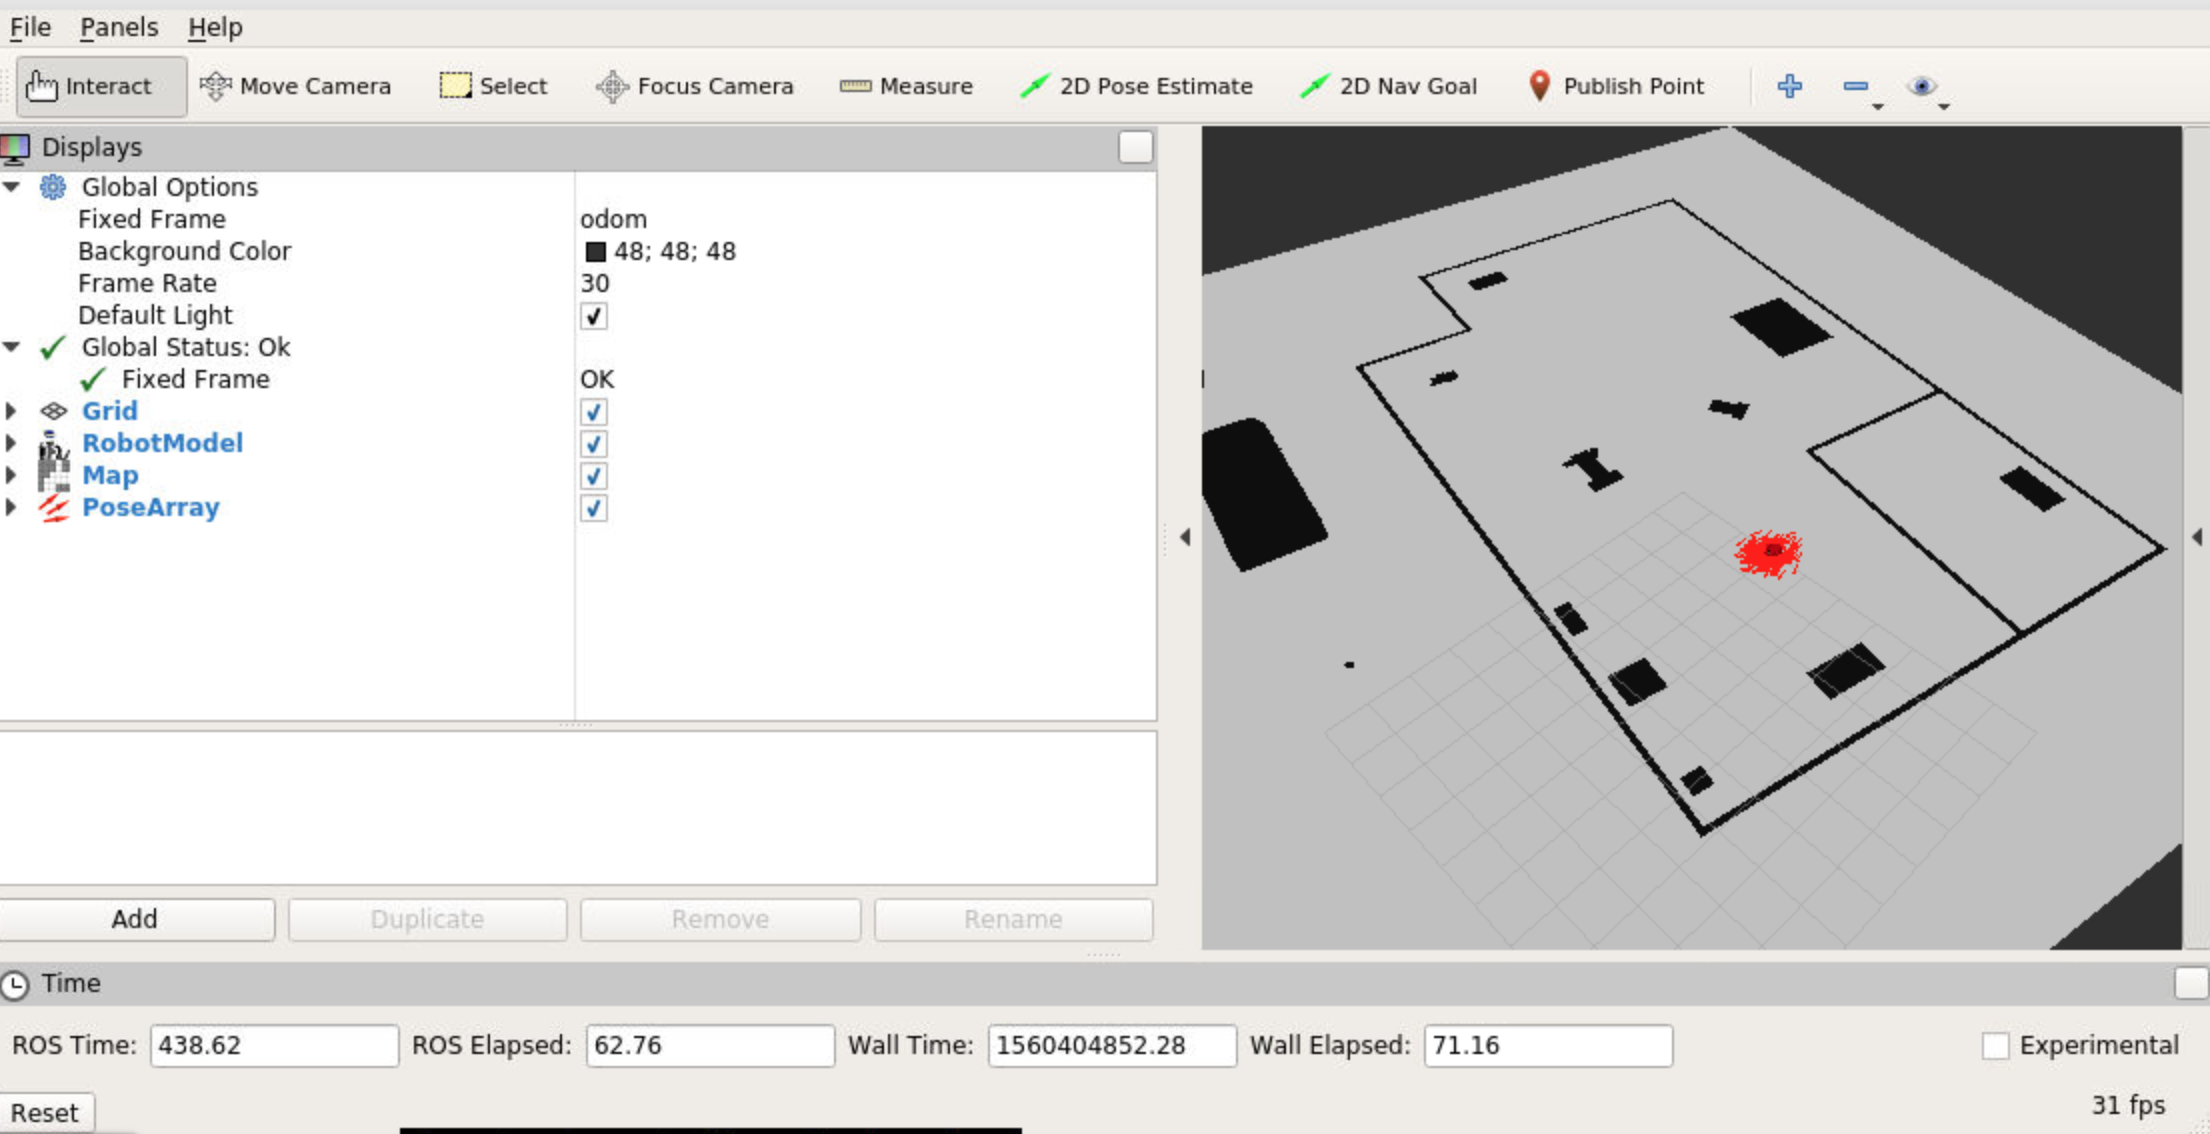 File Panels Help
Interact Move Camera Select Focus Camera Measure 2D Pose Estimate 2D Nav Goal Publish Point
Displays
Global Options
Fixed Frame odom
Background Color 48; 48; 48
Frame Rate 30
Default Light
Global Status: Ok
Fixed Frame OK
Grid
RobotModel
Map
PoseArray
Add Duplicate Remove Rename
Time
ROS Time: 438.62 ROS Elapsed: 62.76 Wall Time: 1560404852.28 Wall Elapsed: 71.16 Experimental
Reset 31 fps